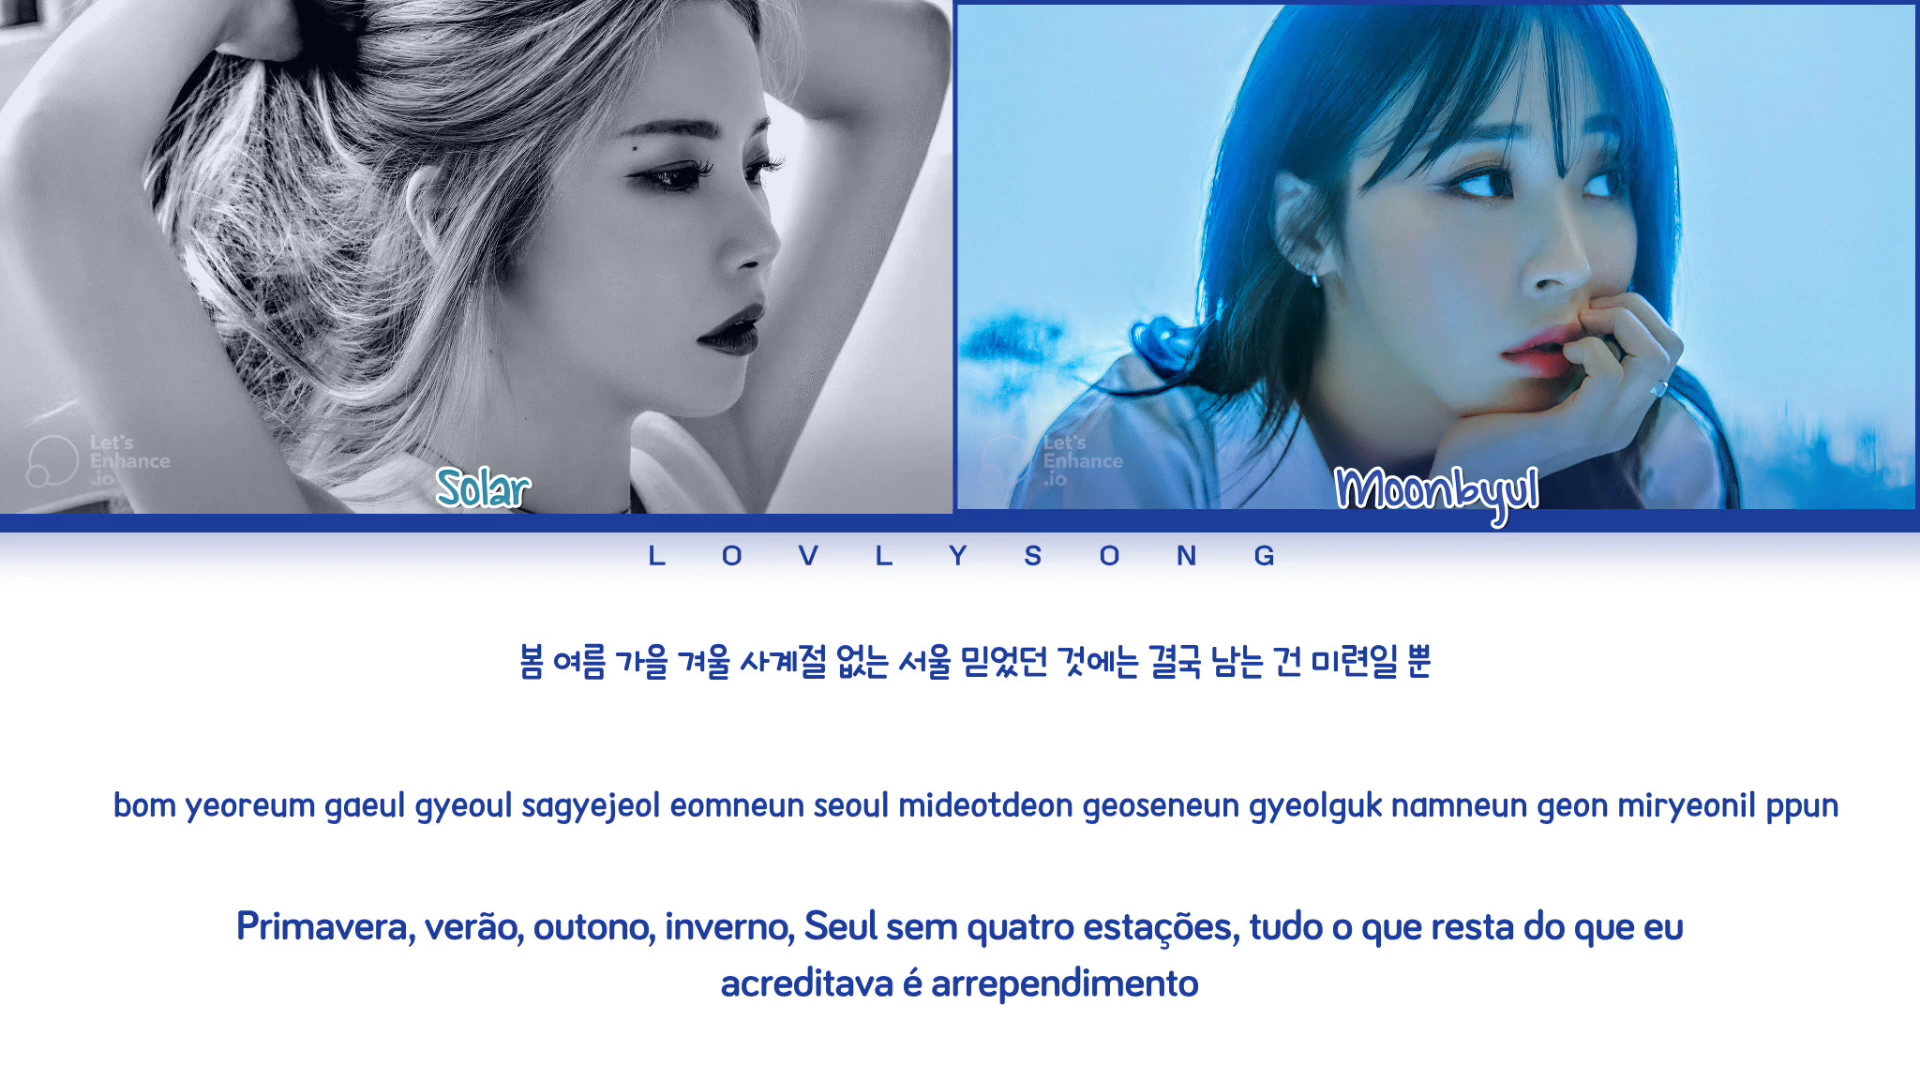 Let's
Enhance
.io
Let's
Enhance
.io
Solar
Moonbyul
LOVLYSONG
봄 여름 가을 겨울 사계절 없는 서울 믿었던 것에는 결국 남는 건 미련일 뿐
bom yeoreum gaeul gyeoul sagyejeol eomneun seoul mideotdeon geoseneun gyeolguk namneun geon miryeonil ppun
Primavera, verão, outono, inverno, Seul sem quatro estações, tudo o que resta do que eu
acreditava é arrependimento